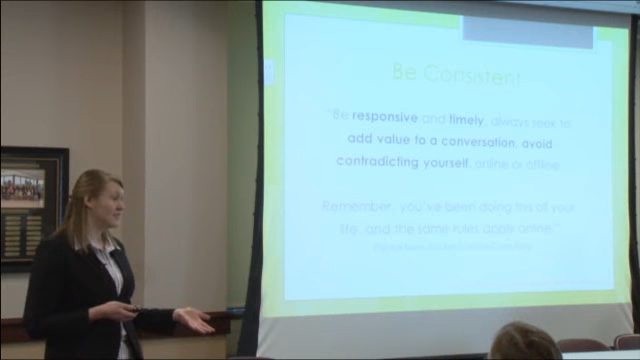 Be Consistent
"Be responsive and timely, always seek to
add value to a conversation, avoid
contradicting yourself, online or offline.
Remember, you've been doing this all your
life, and the same rules apply online."